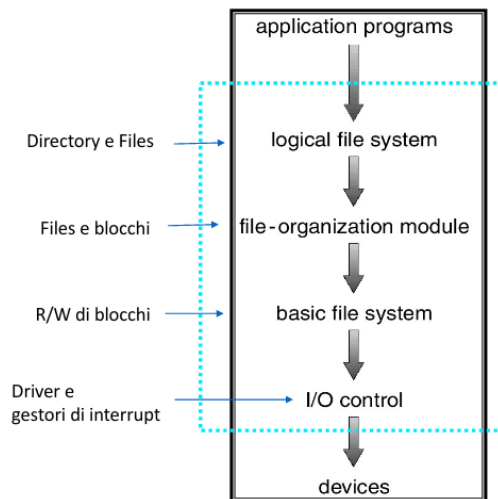 application programs
Directory e Files
logical file system
Files e blocchi
file-organization module
R/W di blocchi
basic file system
Driver e
gestori di interrupt
I/O control
devices